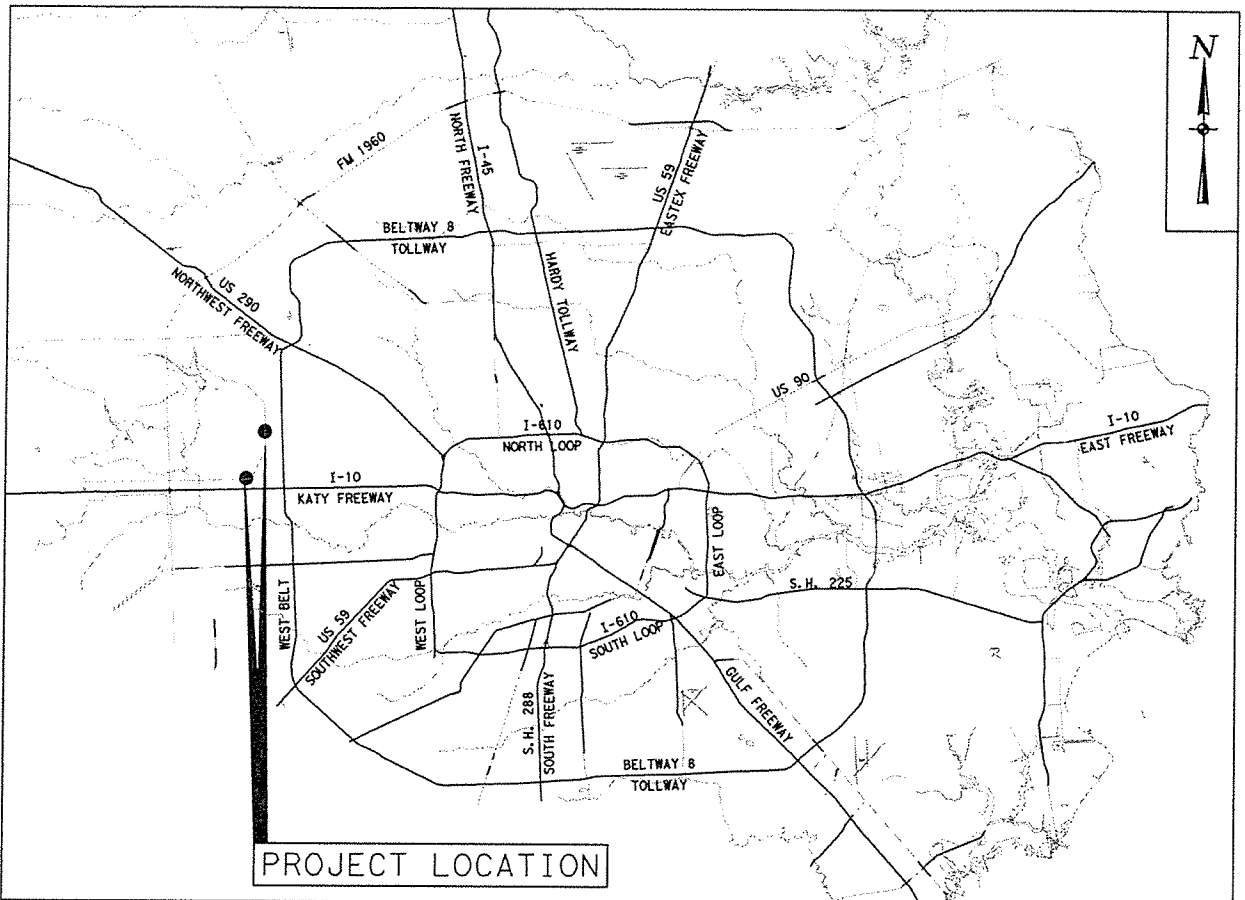 N
FM 1960
I-45
NORTH FREEWAY
US 59
EASTEX FREEWAY
BELTWAY 8
TOLLWAY
HARDY TOLLWAY
US 290
NORTHWEST FREEWAY
US 90
I-610
NORTH LOOP
I-10
EAST FREEWAY
I-10
KATY FREEWAY
EAST LOOP
S.H. 225
WEST BELT
US 59
SOUTHWEST FREEWAY
WEST LOOP
I-610
SOUTH LOOP
GULF FREEWAY
S.H. 288
SOUTH FREEWAY
BELTWAY 8
TOLLWAY
PROJECT LOCATION